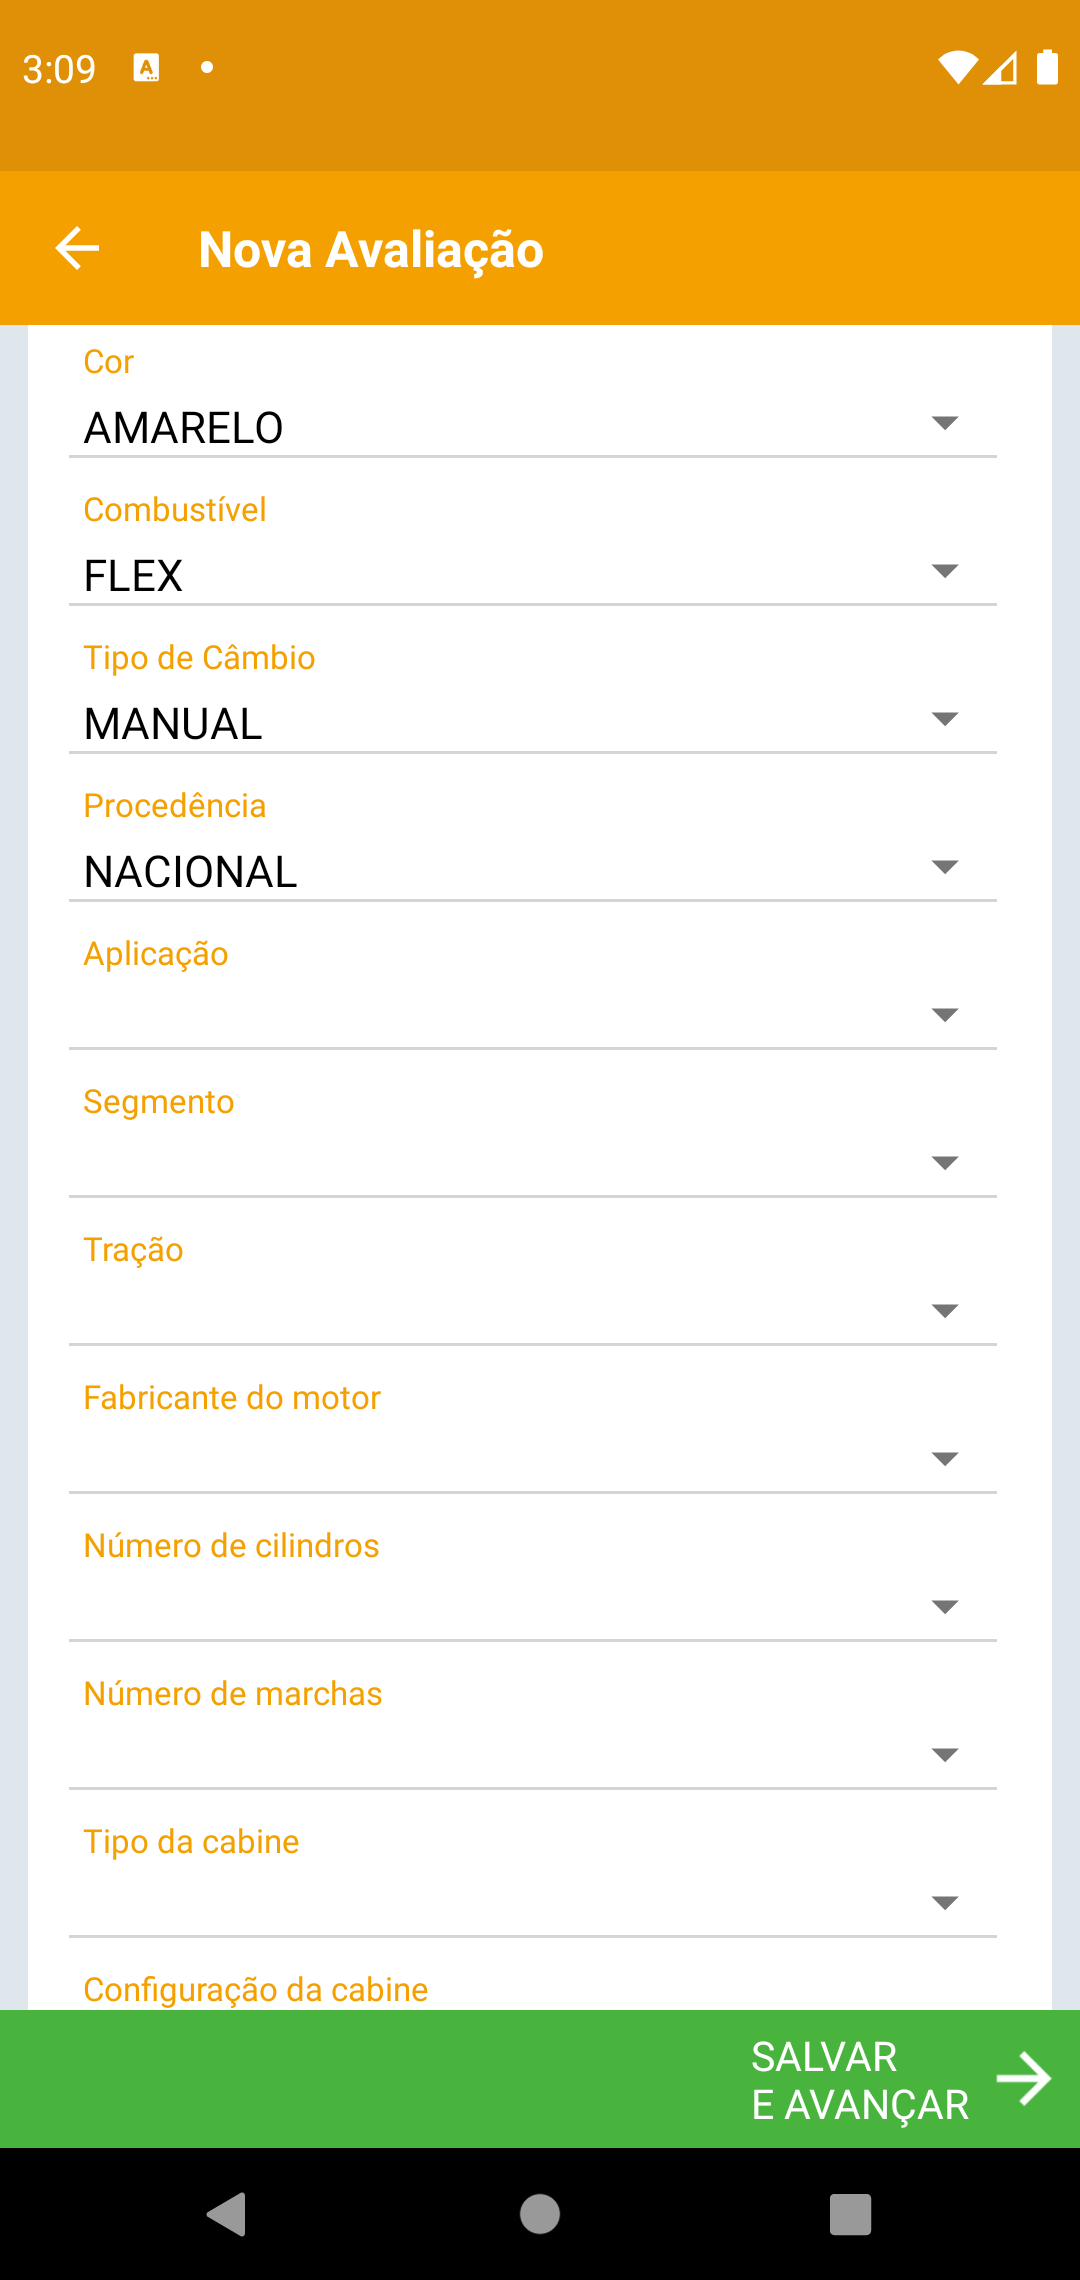 3:09
Nova Avaliação
Cor
AMARELO
Combustível
FLEX
Tipo de Câmbio
MANUAL
Procedência
NACIONAL
Aplicação
Segmento
Tração
Fabricante do motor
Número de cilindros
Número de marchas
Tipo da cabine
Configuração da cabine
SALVAR
E AVANÇAR